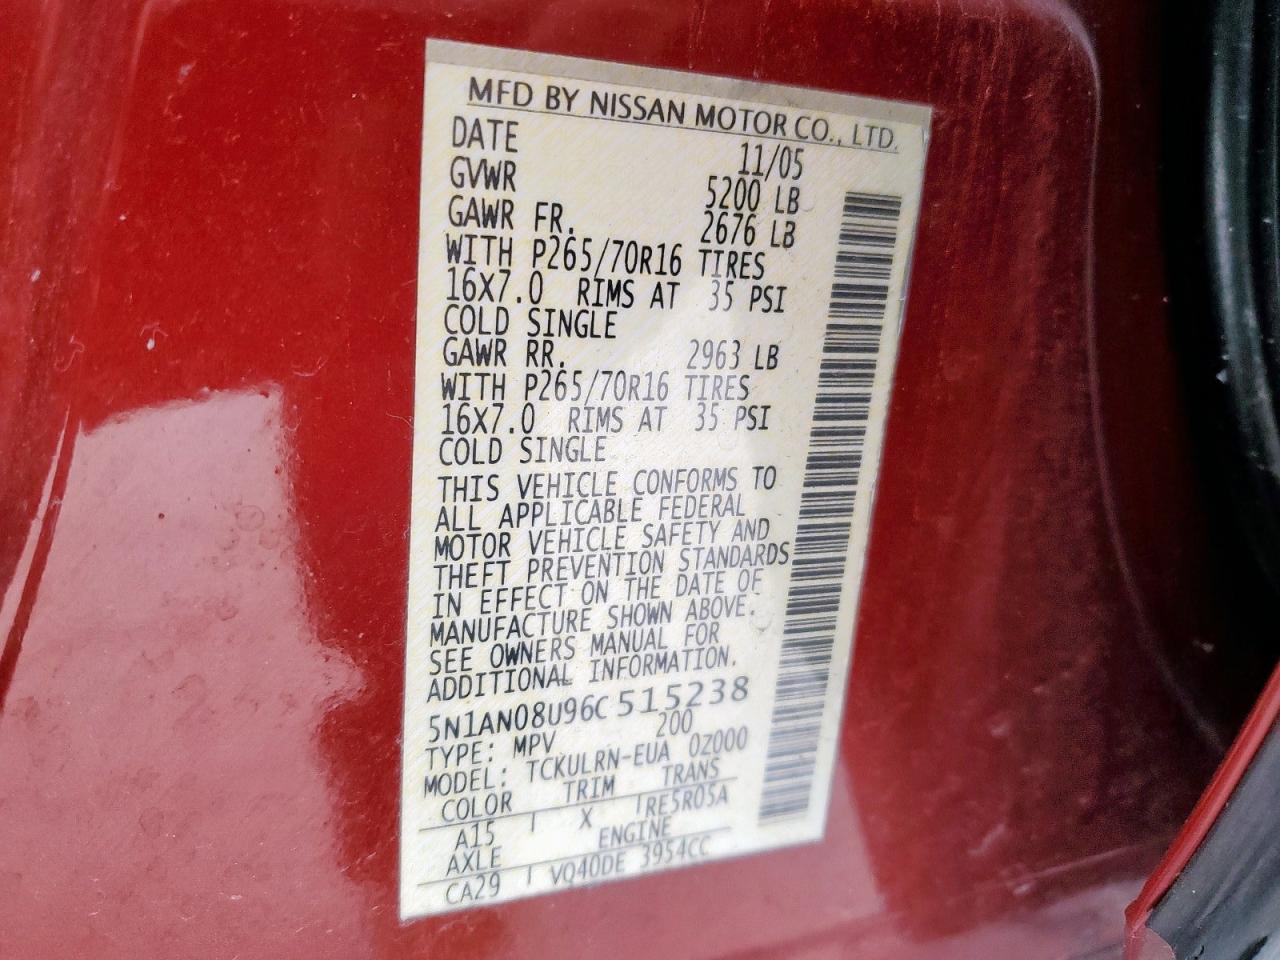 MFD BY NISSAN MOTOR CO., LTD.
DATE 11/05
GVWR 5200 LB
GAWR FR. 2676 LB
WITH P265/70R16 TIRES
16X7.0 RIMS AT 35 PSI
COLD SINGLE
GAWR RR. 2963 LB
WITH P265/70R16 TIRES
16X7.0 RIMS AT 35 PSI
COLD SINGLE
THIS VEHICLE CONFORMS TO
ALL APPLICABLE FEDERAL
MOTOR VEHICLE SAFETY AND
THEFT PREVENTION STANDARDS
IN EFFECT ON THE DATE OF
MANUFACTURE SHOWN ABOVE.
SEE OWNERS MANUAL FOR
ADDITIONAL INFORMATION.
5N1AN08U96C515238
TYPE: MPV 200
MODEL: TCKULRN-EUA 0Z000
COLOR TRIM TRANS
A15 X RE5R05A
AXLE ENGINE
CA29 VQ40DE 3954CC